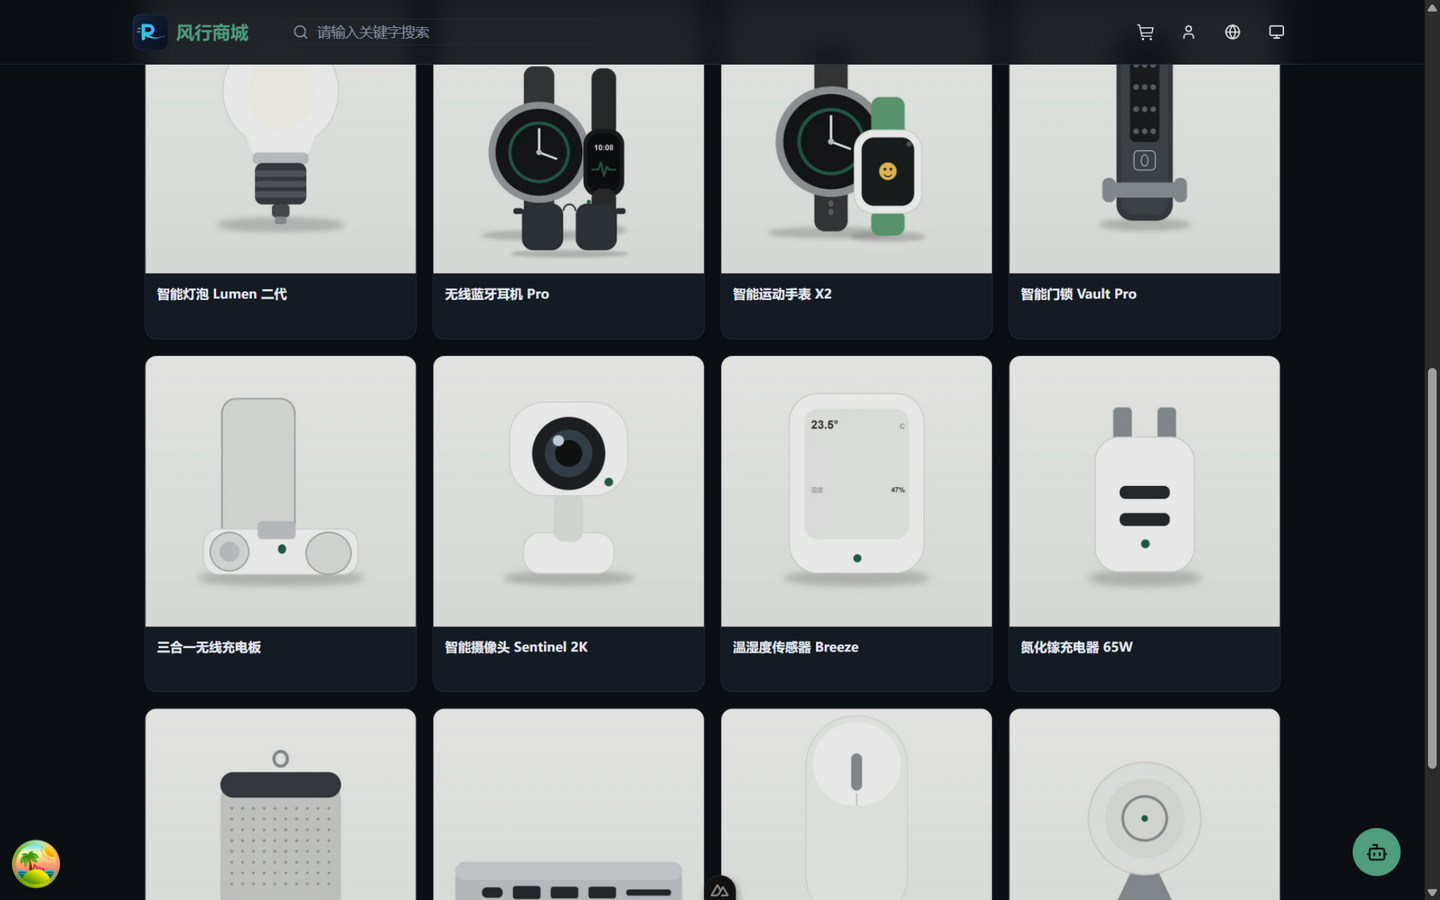 风行商城
请输入关键字搜索
10:08
智能灯泡 Lumen 二代
无线蓝牙耳机 Pro
智能运动手表 X2
智能门锁 Vault Pro
23.5°
C
湿度
47%
三合一无线充电板
智能摄像头 Sentinel 2K
温湿度传感器 Breeze
氮化镓充电器 65W